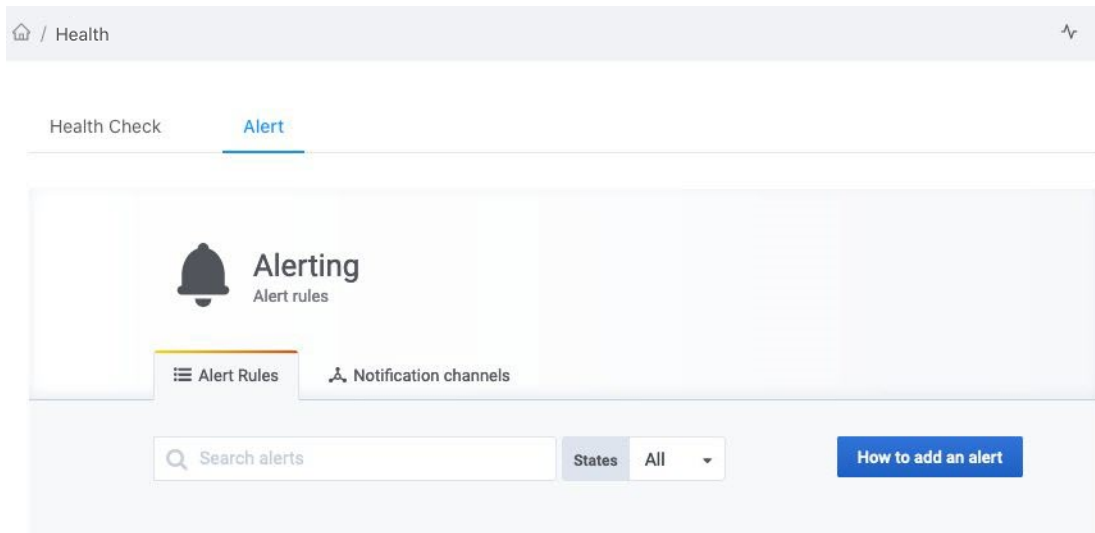 / Health
Health Check Alert
Alerting
Alert rules
Alert Rules Notification channels
Search alerts States All How to add an alert